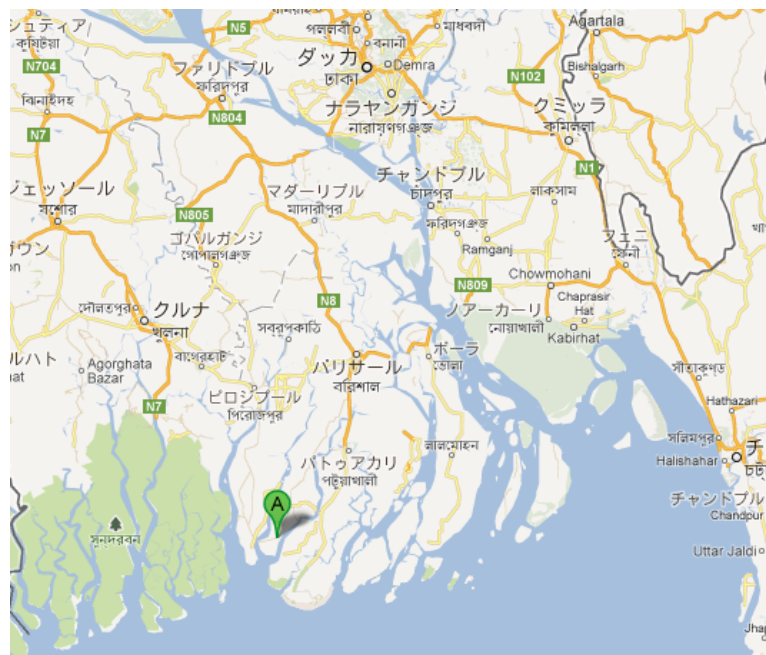 シュティア
কুষ্টিয়া
N5
পল্লবী
বনানী
মাধবদী
Agartala
N704
ダッカ
ঢাকা
Demra
Bishalgarh
ファリドプル
ফরিদপুর
N102
ঝিনাইদহ
ナラヤンガンジ
নারায়ণগঞ্জ
クミッラ
কুমিল্লা
N804
N7
N1
ジェッソール
যশোর
マダーリプル
মাদারীপুর
チャンドプル
চাঁদপুর
লাকসাম
N805
ফরিদগঞ্জ
Ramganj
フェニ
ফেনী
ゴパルガンジ
গোপালগঞ্জ
Chowmohani
N809
Chaprasir
Hat
দৌলতপুর
クルナ
খুলনা
N8
ノアーカーリ
নোয়াখালী
Kabirhat
সবরূপকাঠি
ルハト
Agorghata
Bazar
বাগেরহাট
バリサール
বরিশাল
ボーラ
ভোলা
সীতাকুণ্ড
ピロジプール
পিরোজপুর
N7
Hathazari
লালমোহন
সলিমপুর
Halishahar
チ
パトゥアカリ
পটুয়াখালী
チャンドプル
Chandpur
A
সুন্দরবন
Uttar Jaldi